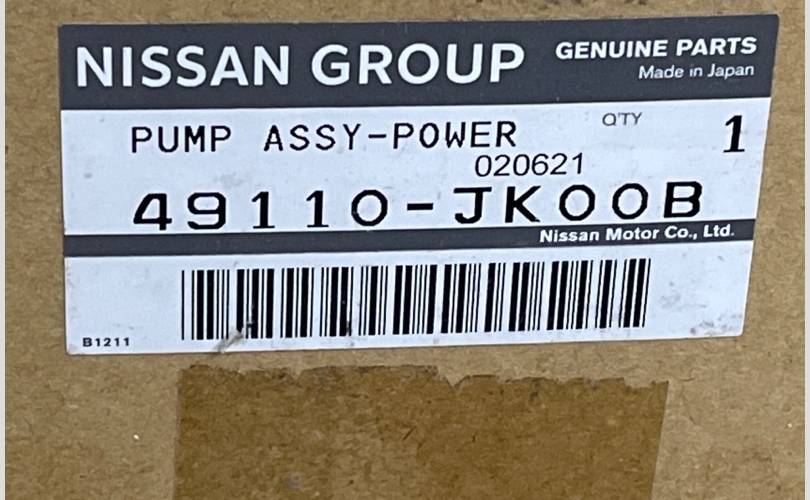 NISSAN GROUP
GENUINE PARTS
Made in Japan
PUMP ASSY-POWER
Q'TY 1
020621
49110-JK00B
Nissan Motor Co., Ltd.
B1211